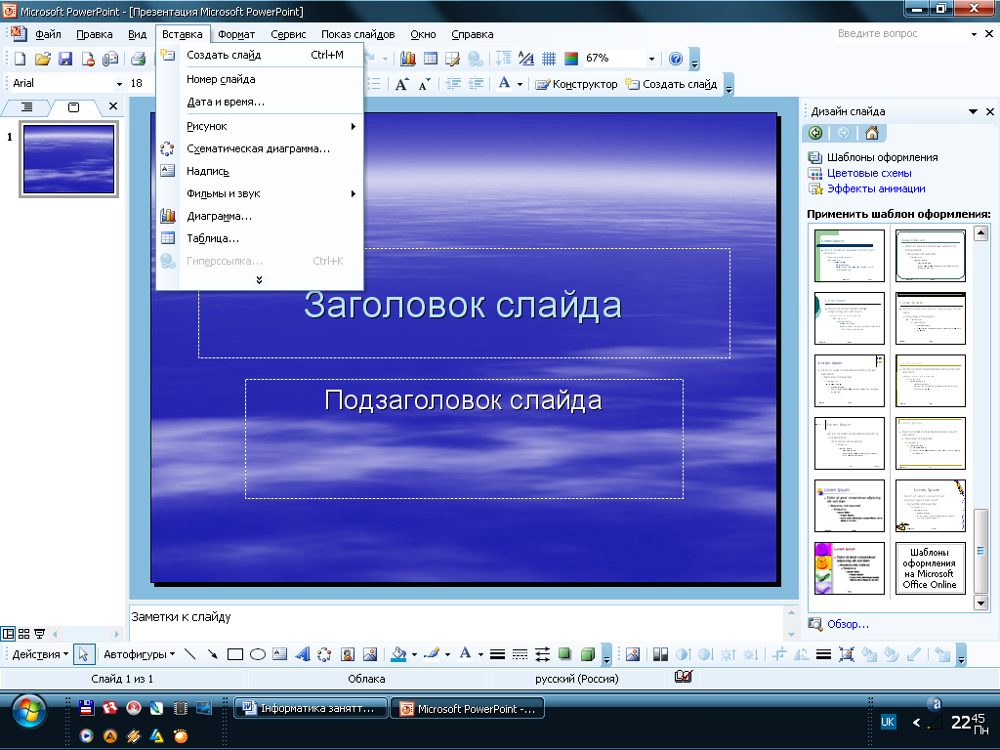 Microsoft PowerPoint - [Презентация Microsoft PowerPoint]
Файл Правка Вид Вставка Формат Сервис Показ слайдов Окно Справка Введите вопрос
67%
Arial 18 Конструктор Создать слайд
Создать слайд Ctrl+M
Номер слайда
Дата и время...
Рисунок
Схематическая диаграмма...
Надпись
Фильмы и звук
Диаграмма...
Таблица...
Гиперссылка... Ctrl+K
1
Заголовок слайда
Подзаголовок слайда
Дизайн слайда
Шаблоны оформления
Цветовые схемы
Эффекты анимации
Применить шаблон оформления:
Шаблоны
оформления
на Microsoft
Office Online
Обзор...
Заметки к слайду
Действия Автофигуры
Слайд 1 из 1 Облака русский (Россия)
Інформатика занятт... Microsoft PowerPoint -...
UK 22 45
Пн